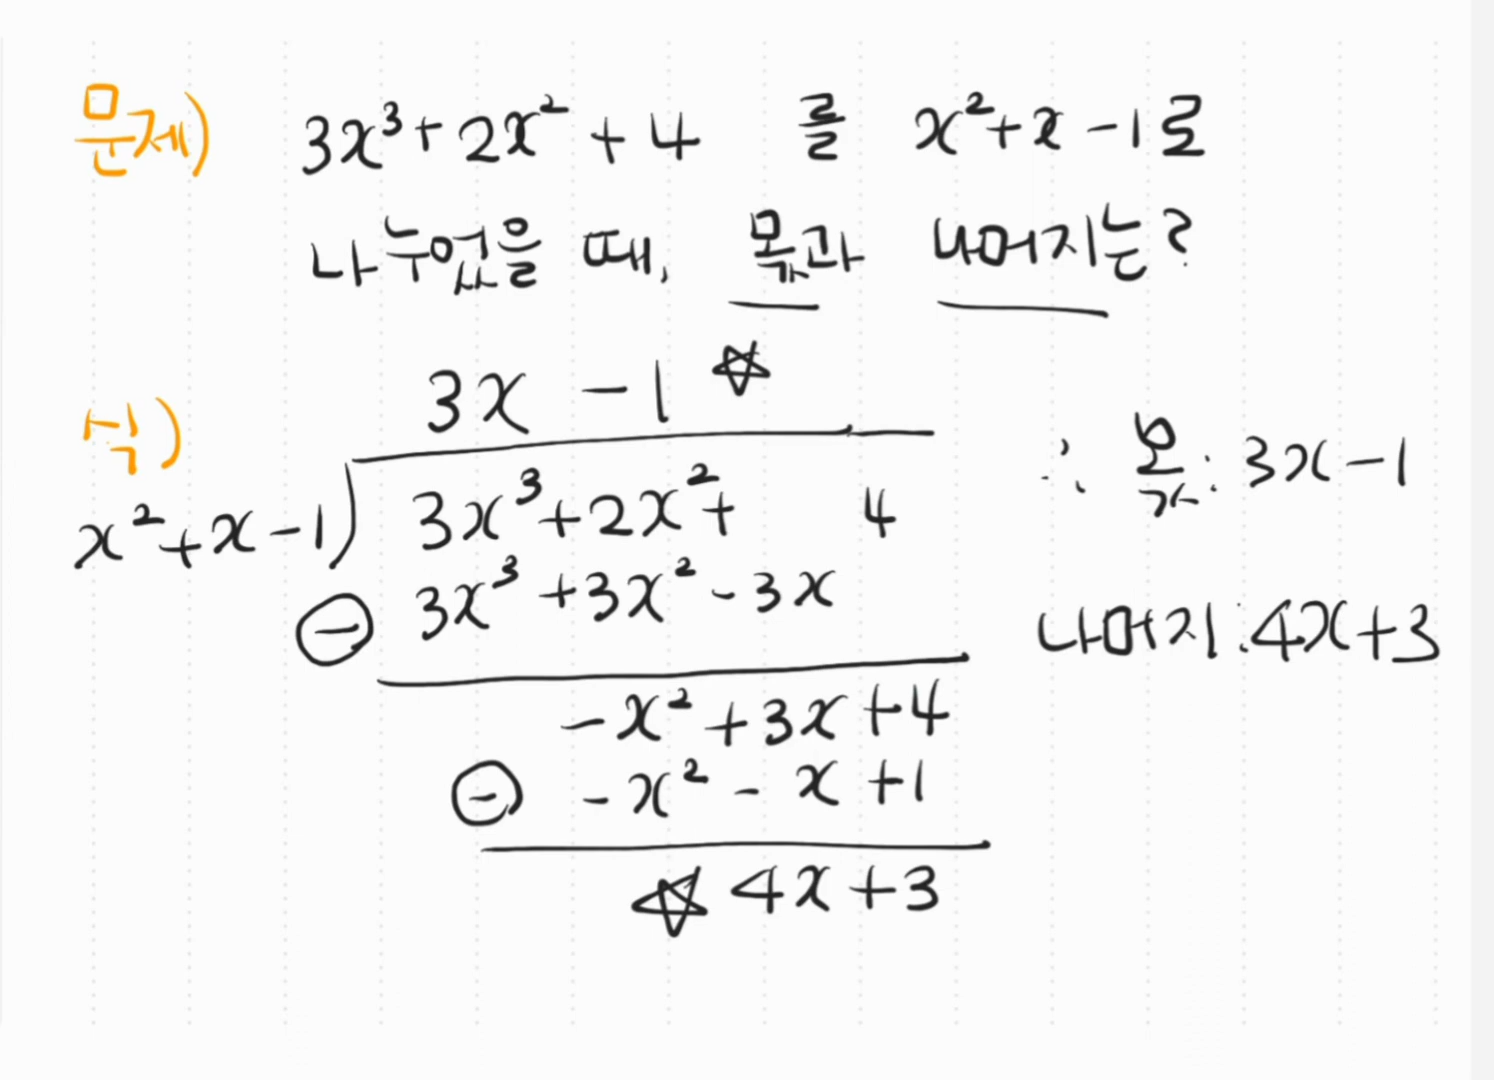 문제) 3x³+2x²+4 를 x²+x-1로
나누었을 때, 몫과 나머지는?
식) 3x-1 ☆
x²+x-1) 3x³+2x²+ 4
⊖ 3x³+3x²-3x
-x²+3x+4
⊖ -x²-x+1
☆ 4x+3
∴ 몫: 3x-1
나머지: 4x+3